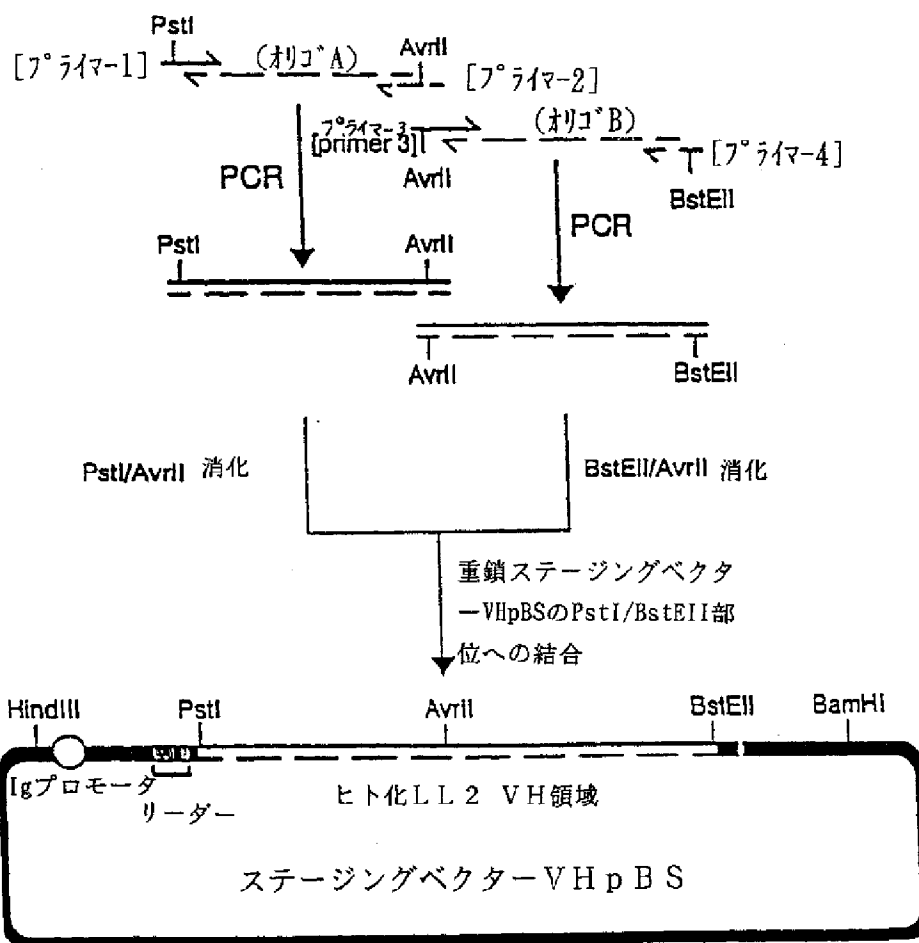 PstI
[プライマー1]
(オリゴA)
AvrII
[プライマー2]
プライマー3
[primer 3]
(オリゴB)
[プライマー4]
AvrII
BstEII
PCR
PCR
PstI
AvrII
AvrII
BstEII
PstI/AvrII 消化
BstEII/AvrII 消化
重鎖ステージングベクタ
ーVHpBSのPstI/BstEII部
位への結合
HindIII
PstI
AvrII
BstEII
BamHI
Igプロモータ
リーダー
ヒト化LL2 VH領域
ステージングベクターVHpBS